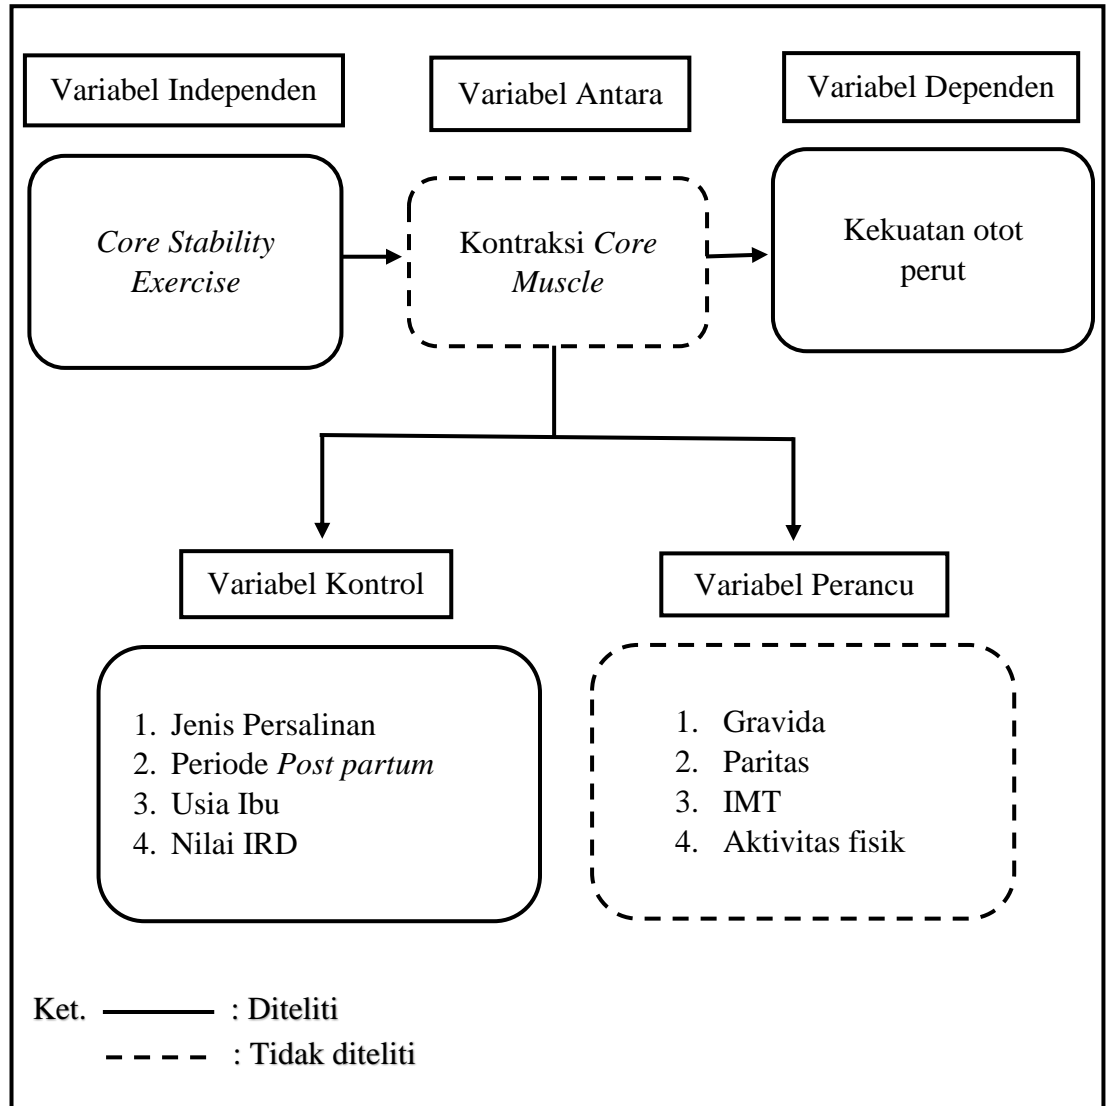 Variabel Independen
Variabel Antara
Variabel Dependen
Core Stability
Exercise
Kontraksi Core
Muscle
Kekuatan otot
perut
Variabel Kontrol
Variabel Perancu
1. Jenis Persalinan
2. Periode Post partum
3. Usia Ibu
4. Nilai IRD
1. Gravida
2. Paritas
3. IMT
4. Aktivitas fisik
Ket. : Diteliti
: Tidak diteliti